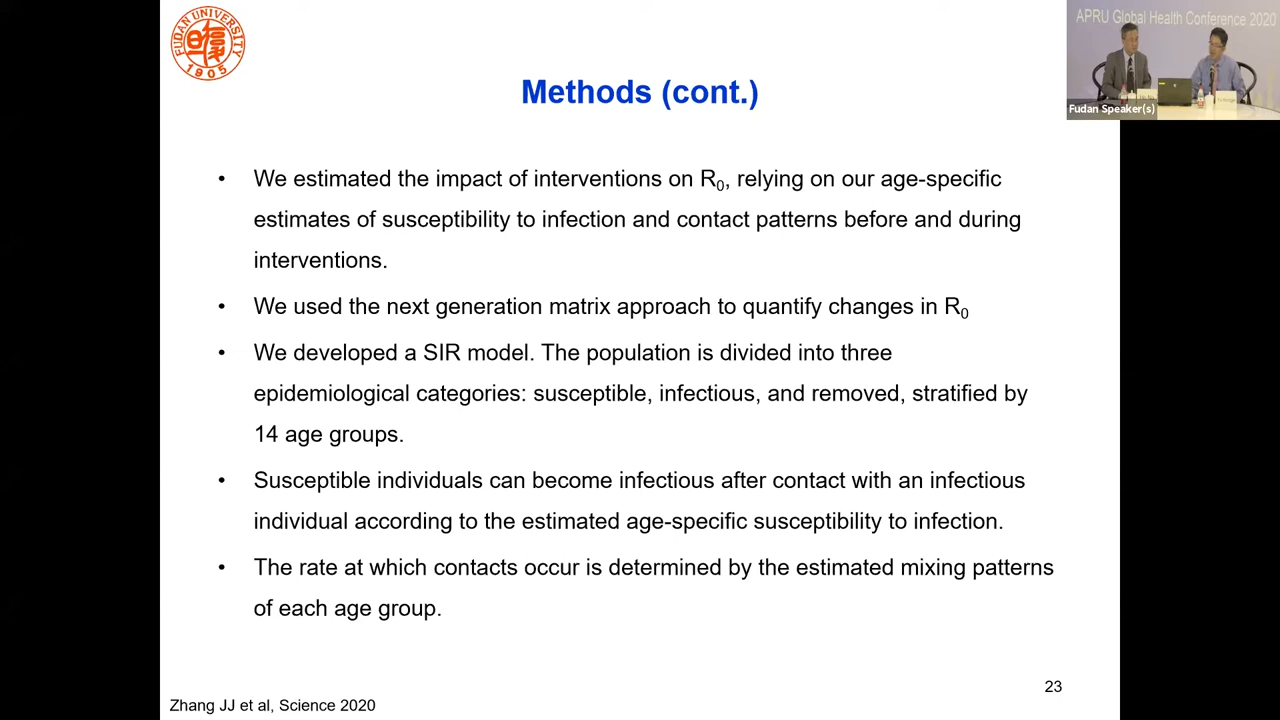 FUDAN UNIVERSITY
1905
Methods (cont.)
• We estimated the impact of interventions on R₀, relying on our age-specific
estimates of susceptibility to infection and contact patterns before and during
interventions.
• We used the next generation matrix approach to quantify changes in R₀
• We developed a SIR model. The population is divided into three
epidemiological categories: susceptible, infectious, and removed, stratified by
14 age groups.
• Susceptible individuals can become infectious after contact with an infectious
individual according to the estimated age-specific susceptibility to infection.
• The rate at which contacts occur is determined by the estimated mixing patterns
of each age group.
23
Zhang JJ et al, Science 2020
APRU Global Health Conference 2020
Fudan Speaker(s)